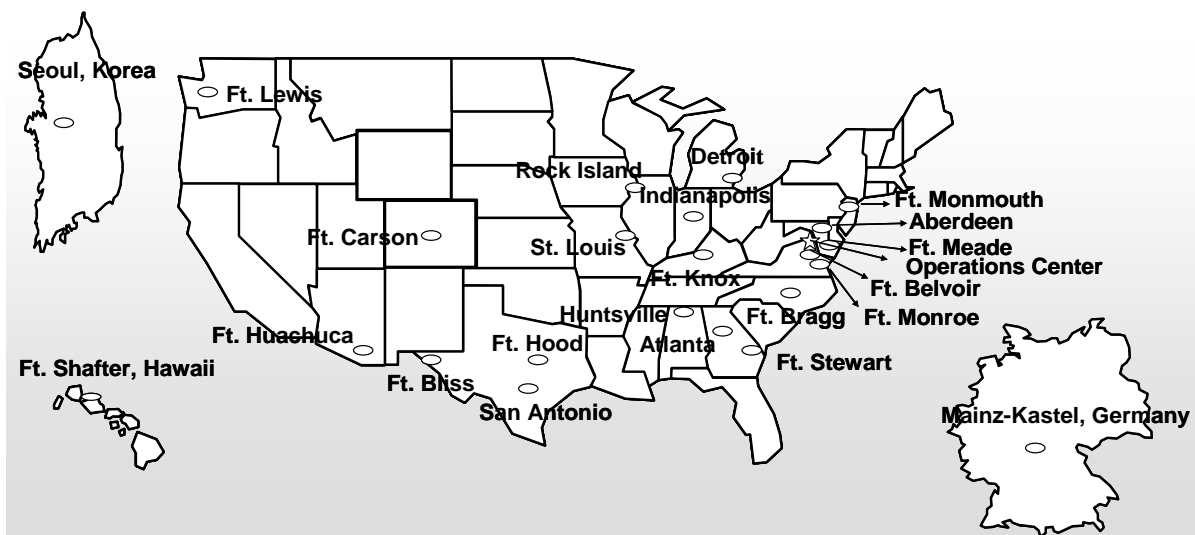 Seoul, Korea
Ft. Lewis
Rock Island
Detroit
Indianapolis
Ft. Monmouth
Aberdeen
Ft. Carson
St. Louis
Ft. Meade
Operations Center
Ft. Knox
Ft. Belvoir
Huntsville
Ft. Bragg
Ft. Monroe
Ft. Huachuca
Ft. Hood
Atlanta
Ft. Stewart
Ft. Shafter, Hawaii
Ft. Bliss
San Antonio
Mainz-Kastel, Germany